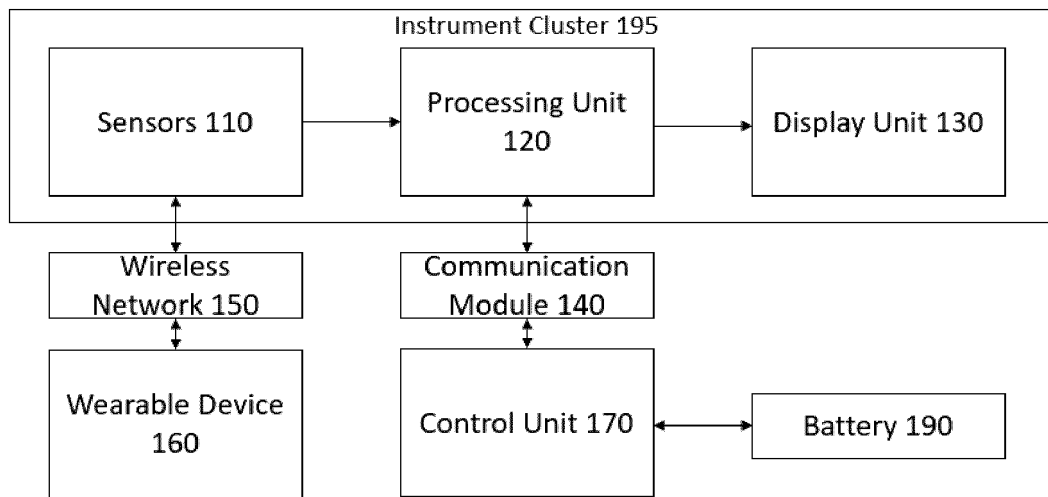 Instrument Cluster 195
Sensors 110
Processing Unit
120
Display Unit 130
Wireless
Network 150
Communication
Module 140
Wearable Device
160
Control Unit 170
Battery 190